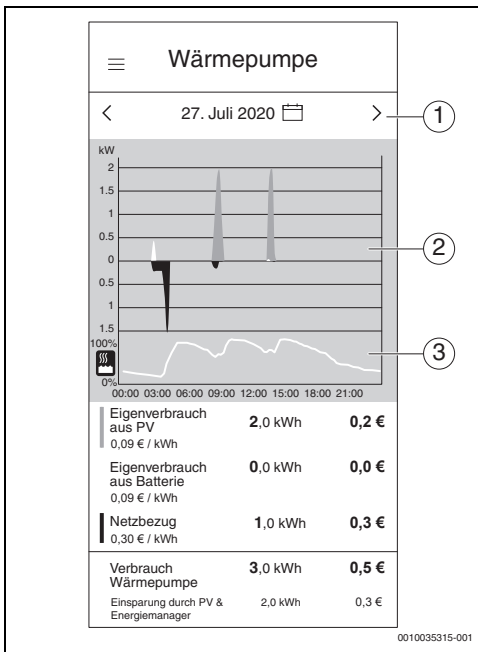 Wärmepumpe
27. Juli 2020
1
kW
2
1.5
1
0.5
0
0.5
1
1.5
2
100%
0%
3
00:00 03:00 06:00 09:00 12:00 15:00 18:00 21:00
Eigenverbrauch
aus PV
2,0 kWh
0,2 €
0,09 € / kWh
Eigenverbrauch
aus Batterie
0,0 kWh
0,0 €
0,09 € / kWh
Netzbezug
1,0 kWh
0,3 €
0,30 € / kWh
Verbrauch
Wärmepumpe
3,0 kWh
0,5 €
Einsparung durch PV &
Energiemanager
2,0 kWh
0,3 €
0010035315-001